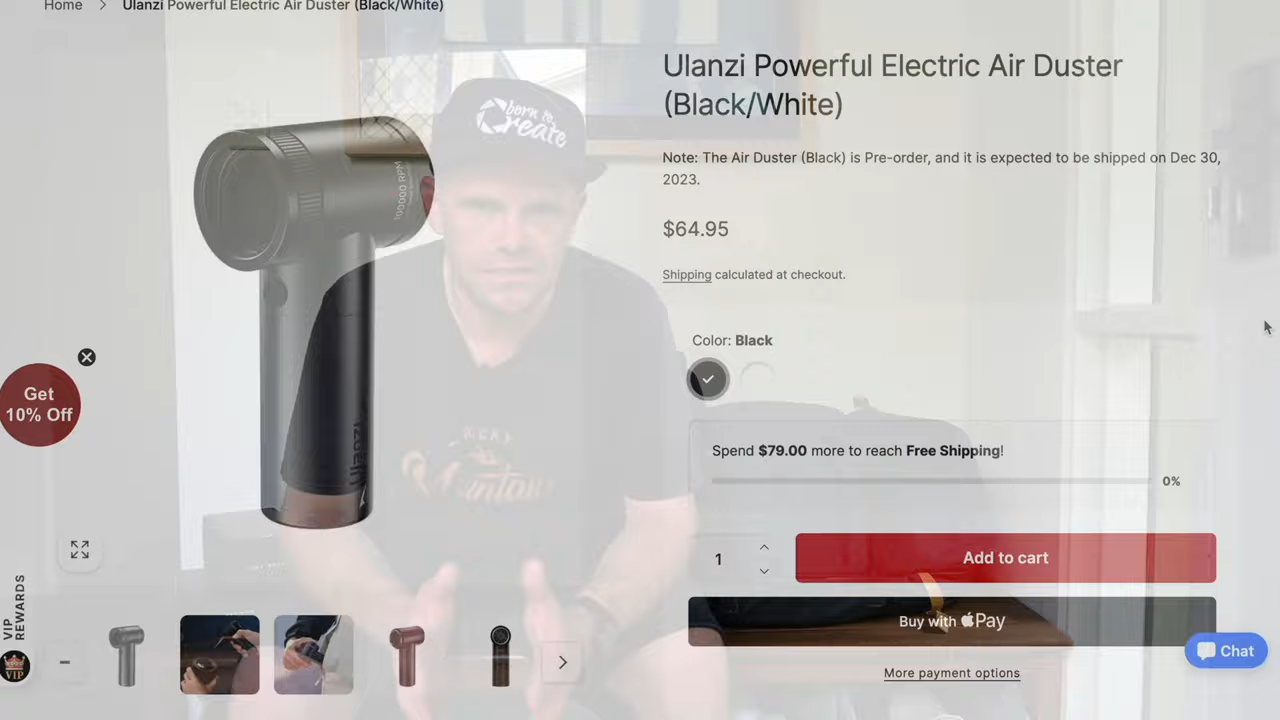 Home > Ulanzi Powerful Electric Air Duster (Black/White)
born to
Create
Ulanzi Powerful Electric Air Duster
(Black/White)
100000 RPM
Note: The Air Duster (Black) is Pre-order, and it is expected to be shipped on Dec 30,
2023.
$64.95
Shipping calculated at checkout.
Color: Black
Get
10% Off
Spend $79.00 more to reach Free Shipping!
0%
Ulanzi
1
Add to cart
Buy with Pay
VIP
REWARDS
VIP
Chat
More payment options